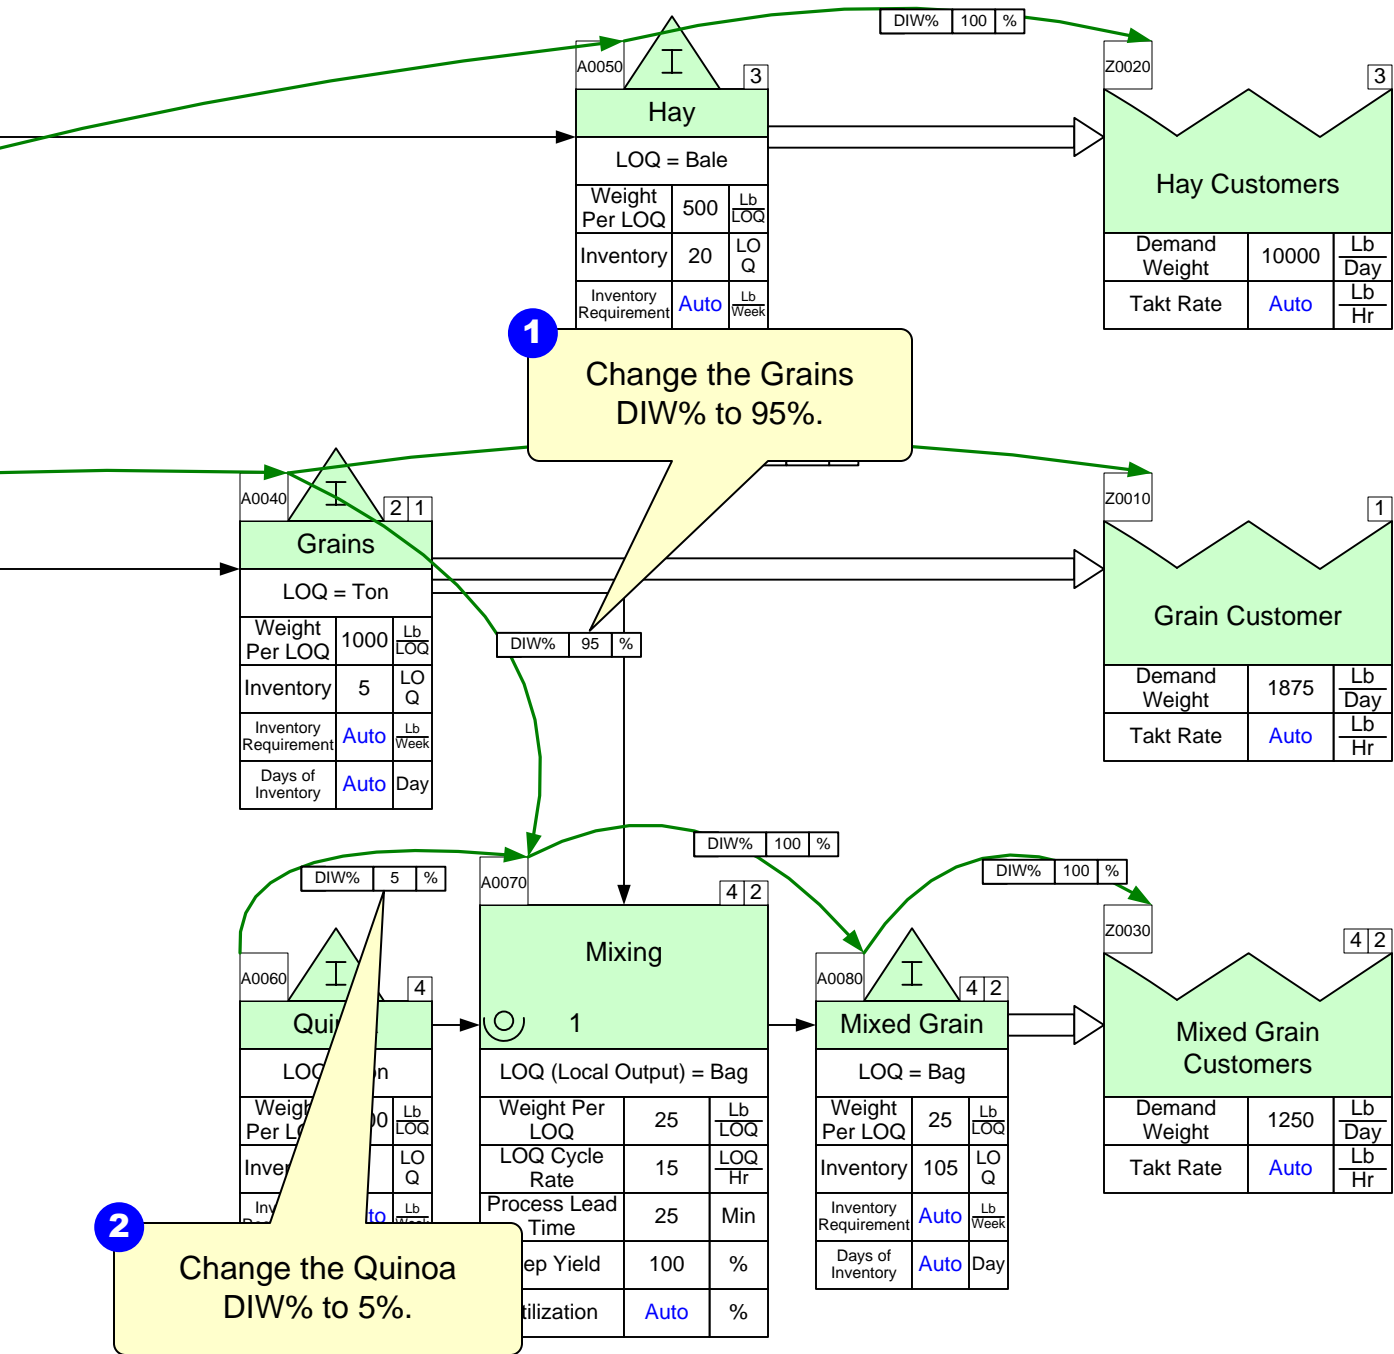 DIW% 100 %
A0050
I
3
Hay
LOQ = Bale
Weight
Per LOQ
500
Lb
LOQ
Inventory
20
LO
Q
Inventory
Requirement
Auto
Lb
Week
Z0020
3
Hay Customers
Demand
Weight
10000
Lb
Day
Takt Rate
Auto
Lb
Hr
1
Change the Grains
DIW% to 95%.
A0040
I
2 1
Grains
LOQ = Ton
Weight
Per LOQ
1000
Lb
LOQ
Inventory
5
LO
Q
Inventory
Requirement
Auto
Lb
Week
Days of
Inventory
Auto
Day
DIW% 95 %
Z0010
1
Grain Customer
Demand
Weight
1875
Lb
Day
Takt Rate
Auto
Lb
Hr
DIW% 5 %
A0060
I
4
LOQ
Per
Lb
LOQ
LO
Q
Lb
2
Change the Quinoa
DIW% to 5%.
A0070
4 2
Mixing
1
LOQ (Local Output) = Bag
Weight Per
LOQ
25
Lb
LOQ
LOQ Cycle
Rate
15
LOQ
Hr
Process Lead
Time
25
Min
ep Yield
100
%
tilization
Auto
%
DIW% 100 %
A0080
I
4 2
Mixed Grain
LOQ = Bag
Weight
Per LOQ
25
Lb
LOQ
Inventory
105
LO
Q
Inventory
Requirement
Auto
Lb
Week
Days of
Inventory
Auto
Day
DIW% 100 %
Z0030
4 2
Mixed Grain
Customers
Demand
Weight
1250
Lb
Day
Takt Rate
Auto
Lb
Hr